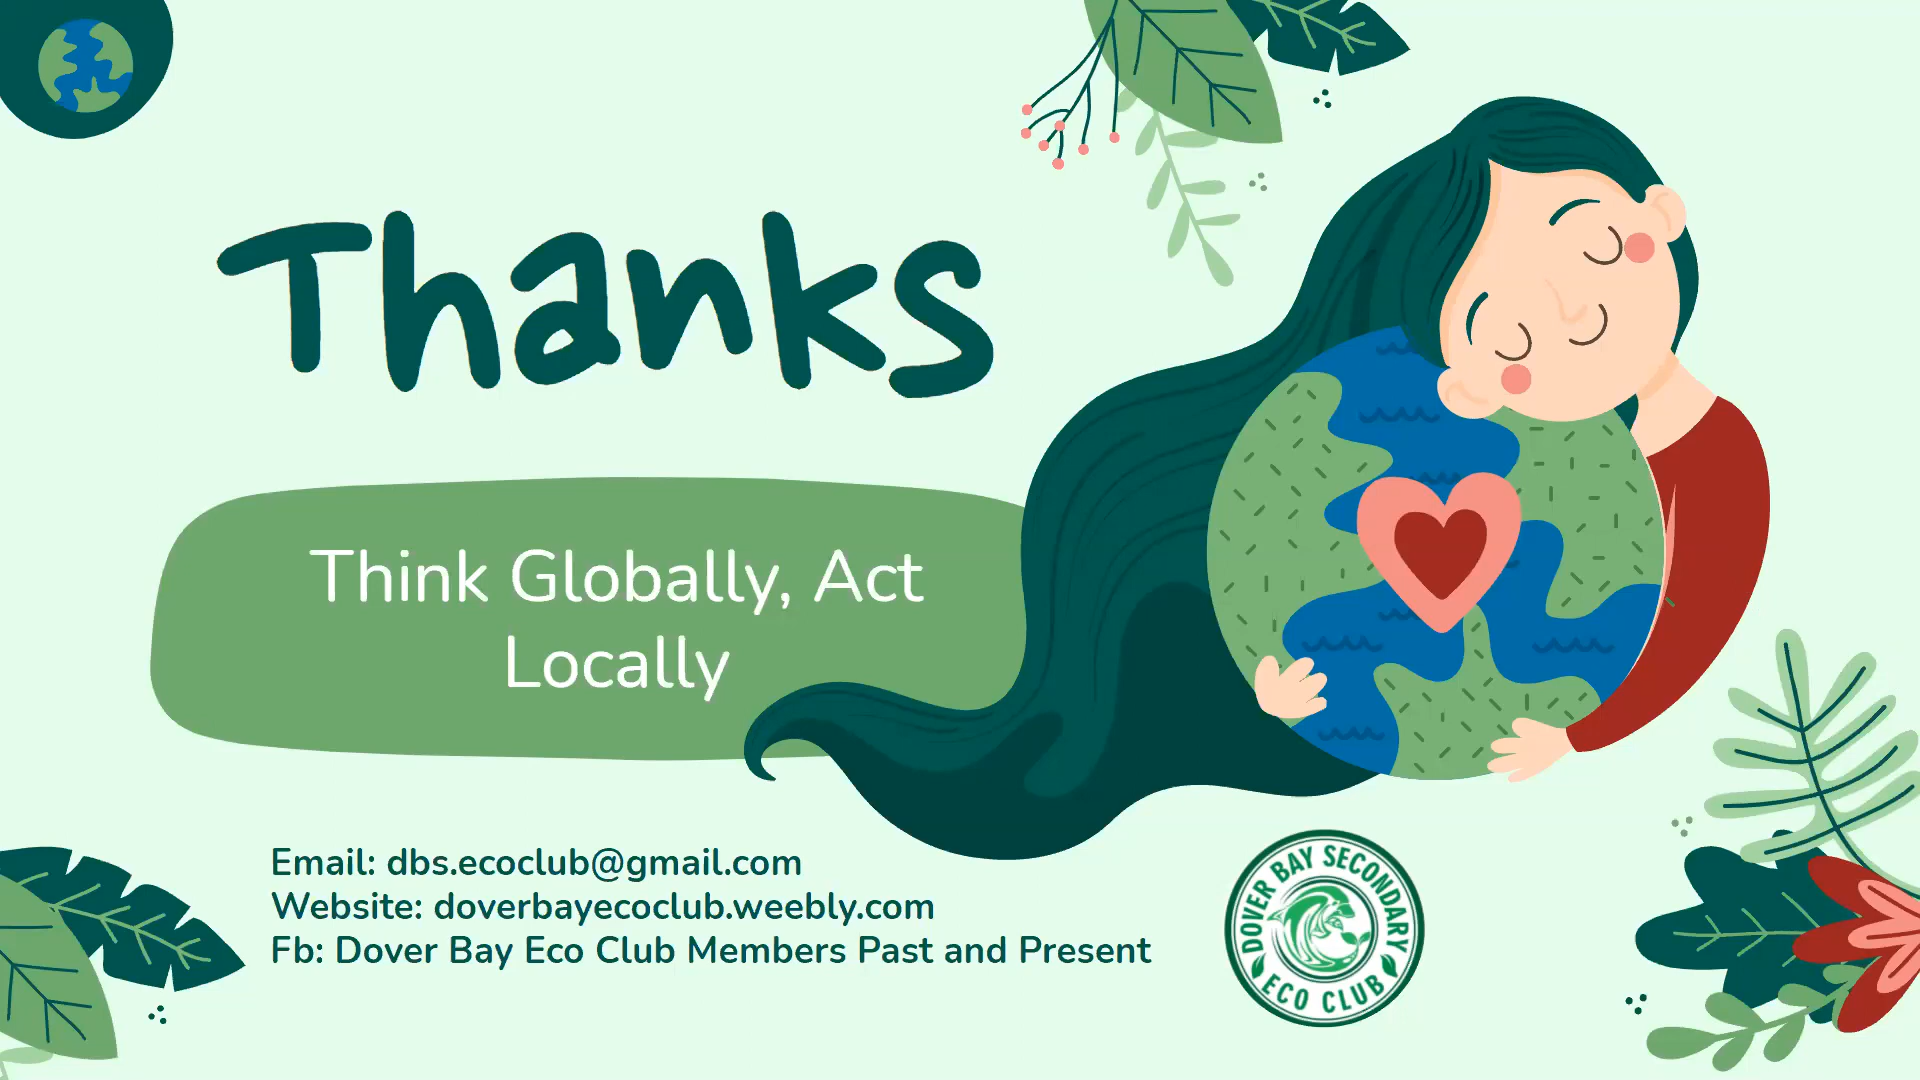 Thanks
Think Globally, Act
Locally
Email: dbs.ecoclub@gmail.com
Website: doverbayecoclub.weebly.com
Fb: Dover Bay Eco Club Members Past and Present
DOVER BAY SECONDARY
ECO CLUB